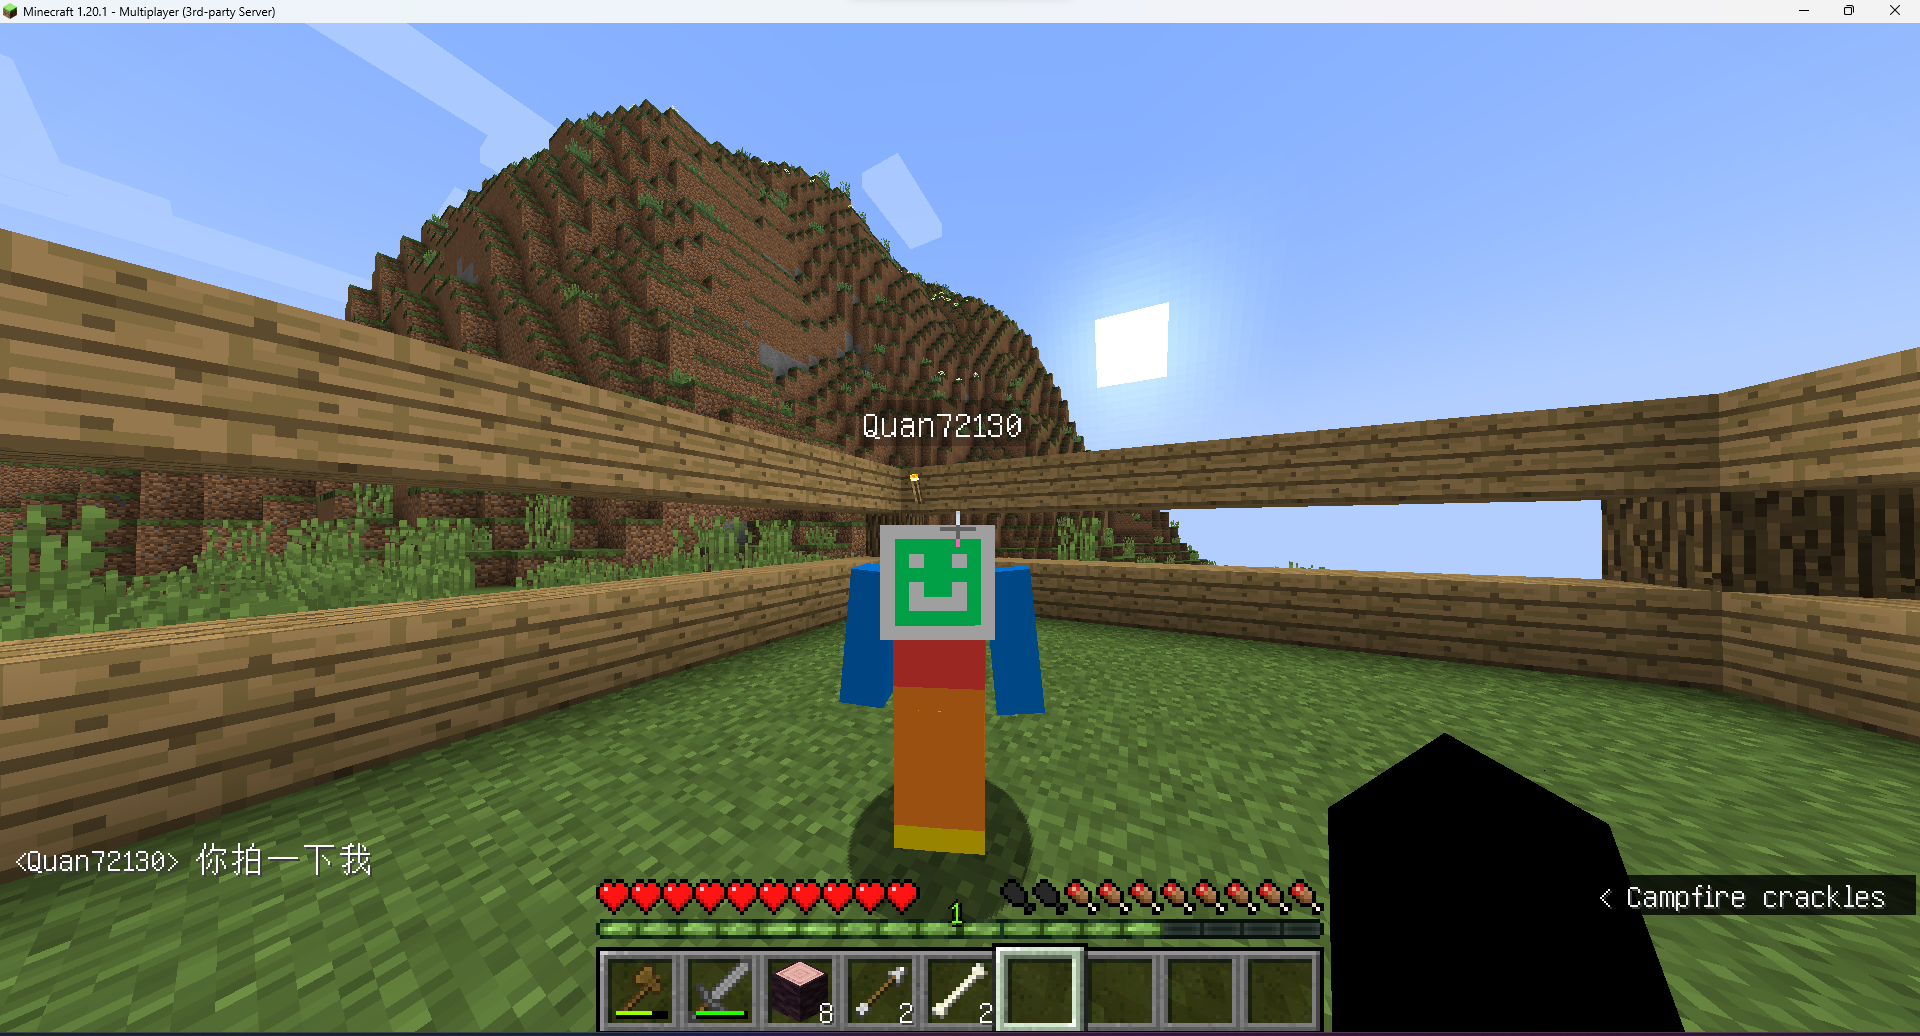 Minecraft 1.20.1 - Multiplayer (3rd-party Server)
Quan72130
<Quan72130> 你拍一下我
< Campfire crackles
1
8
2
2